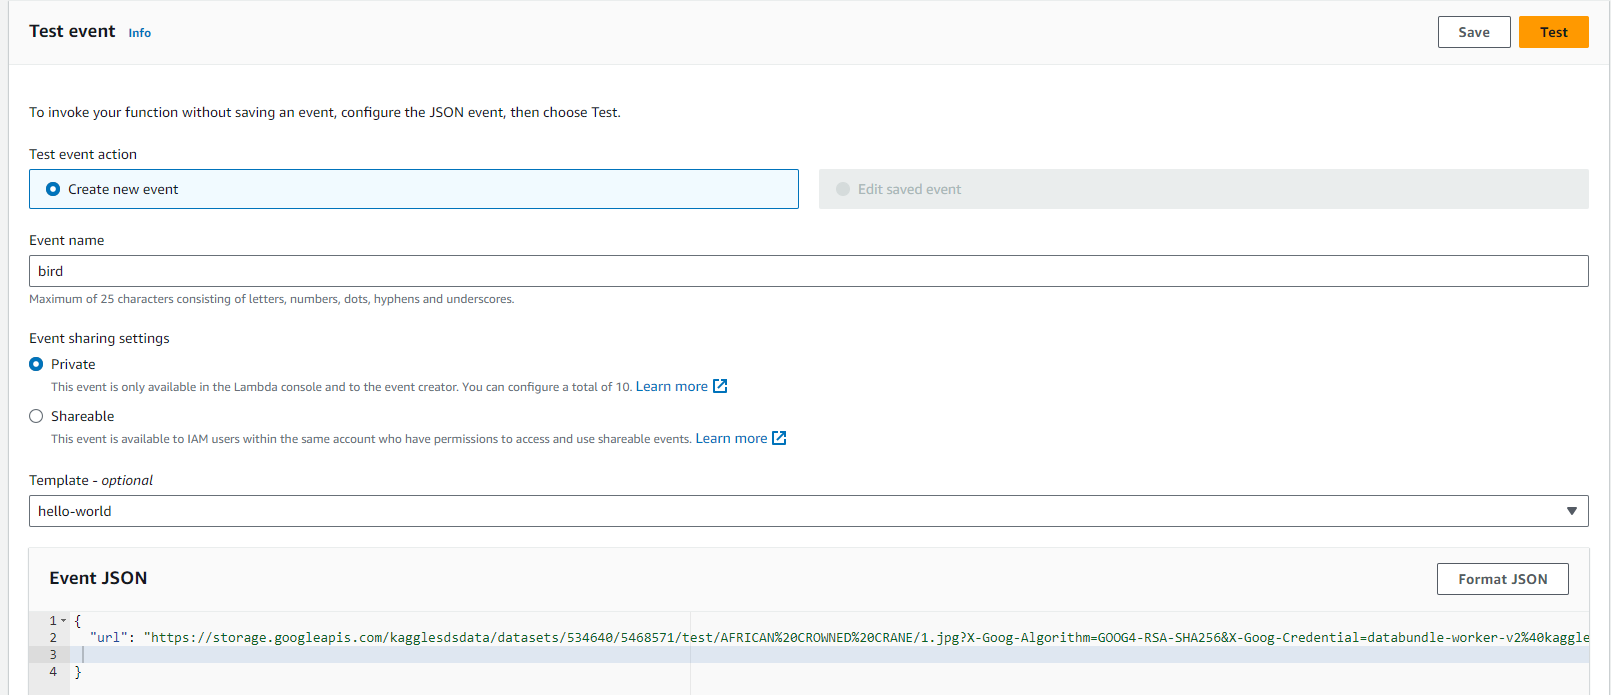 Test event Info Save Test
To invoke your function without saving an event, configure the JSON event, then choose Test.
Test event action
Create new event Edit saved event
Event name
bird
Maximum of 25 characters consisting of letters, numbers, dots, hyphens and underscores.
Event sharing settings
Private
This event is only available in the Lambda console and to the event creator. You can configure a total of 10. Learn more
Shareable
This event is available to IAM users within the same account who have permissions to access and use shareable events. Learn more
Template - optional
hello-world
Event JSON Format JSON
1 {
2 "url": "https://storage.googleapis.com/kagglesdsdata/datasets/534640/5468571/test/AFRICAN%20CROWNED%20CRANE/1.jpg?X-Goog-Algorithm=GOOG4-RSA-SHA256&X-Goog-Credential=databundle-worker-v2%40kaggle
3
4 }